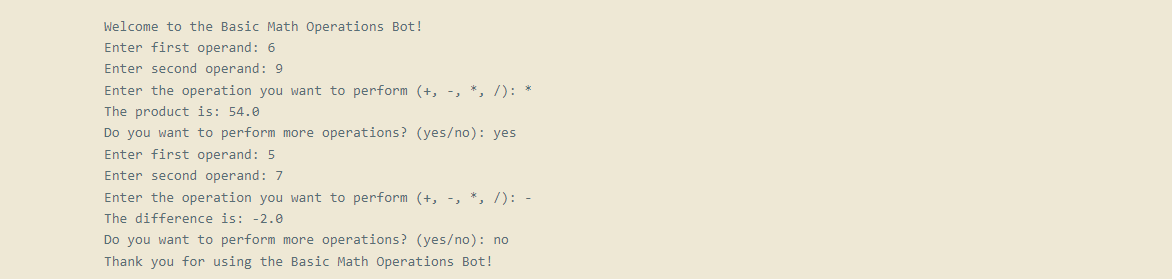 Welcome to the Basic Math Operations Bot!
Enter first operand: 6
Enter second operand: 9
Enter the operation you want to perform (+, -, *, /): *
The product is: 54.0
Do you want to perform more operations? (yes/no): yes
Enter first operand: 5
Enter second operand: 7
Enter the operation you want to perform (+, -, *, /): -
The difference is: -2.0
Do you want to perform more operations? (yes/no): no
Thank you for using the Basic Math Operations Bot!